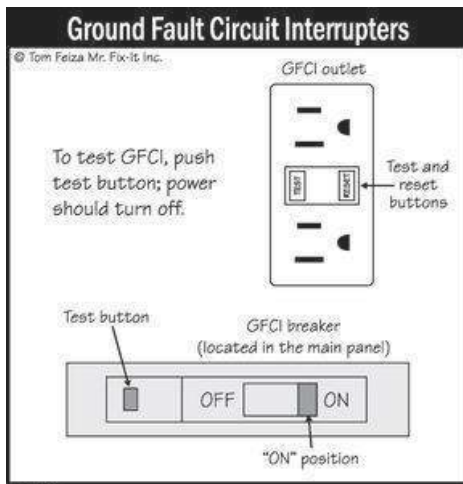 Ground Fault Circuit Interrupters
© Tom Feiza Mr. Fix-It Inc.
GFCI outlet
To test GFCI, push
test button; power
should turn off.
TEST
RESET
Test and
reset
buttons
Test button
GFCI breaker
(located in the main panel)
OFF
ON
"ON" position